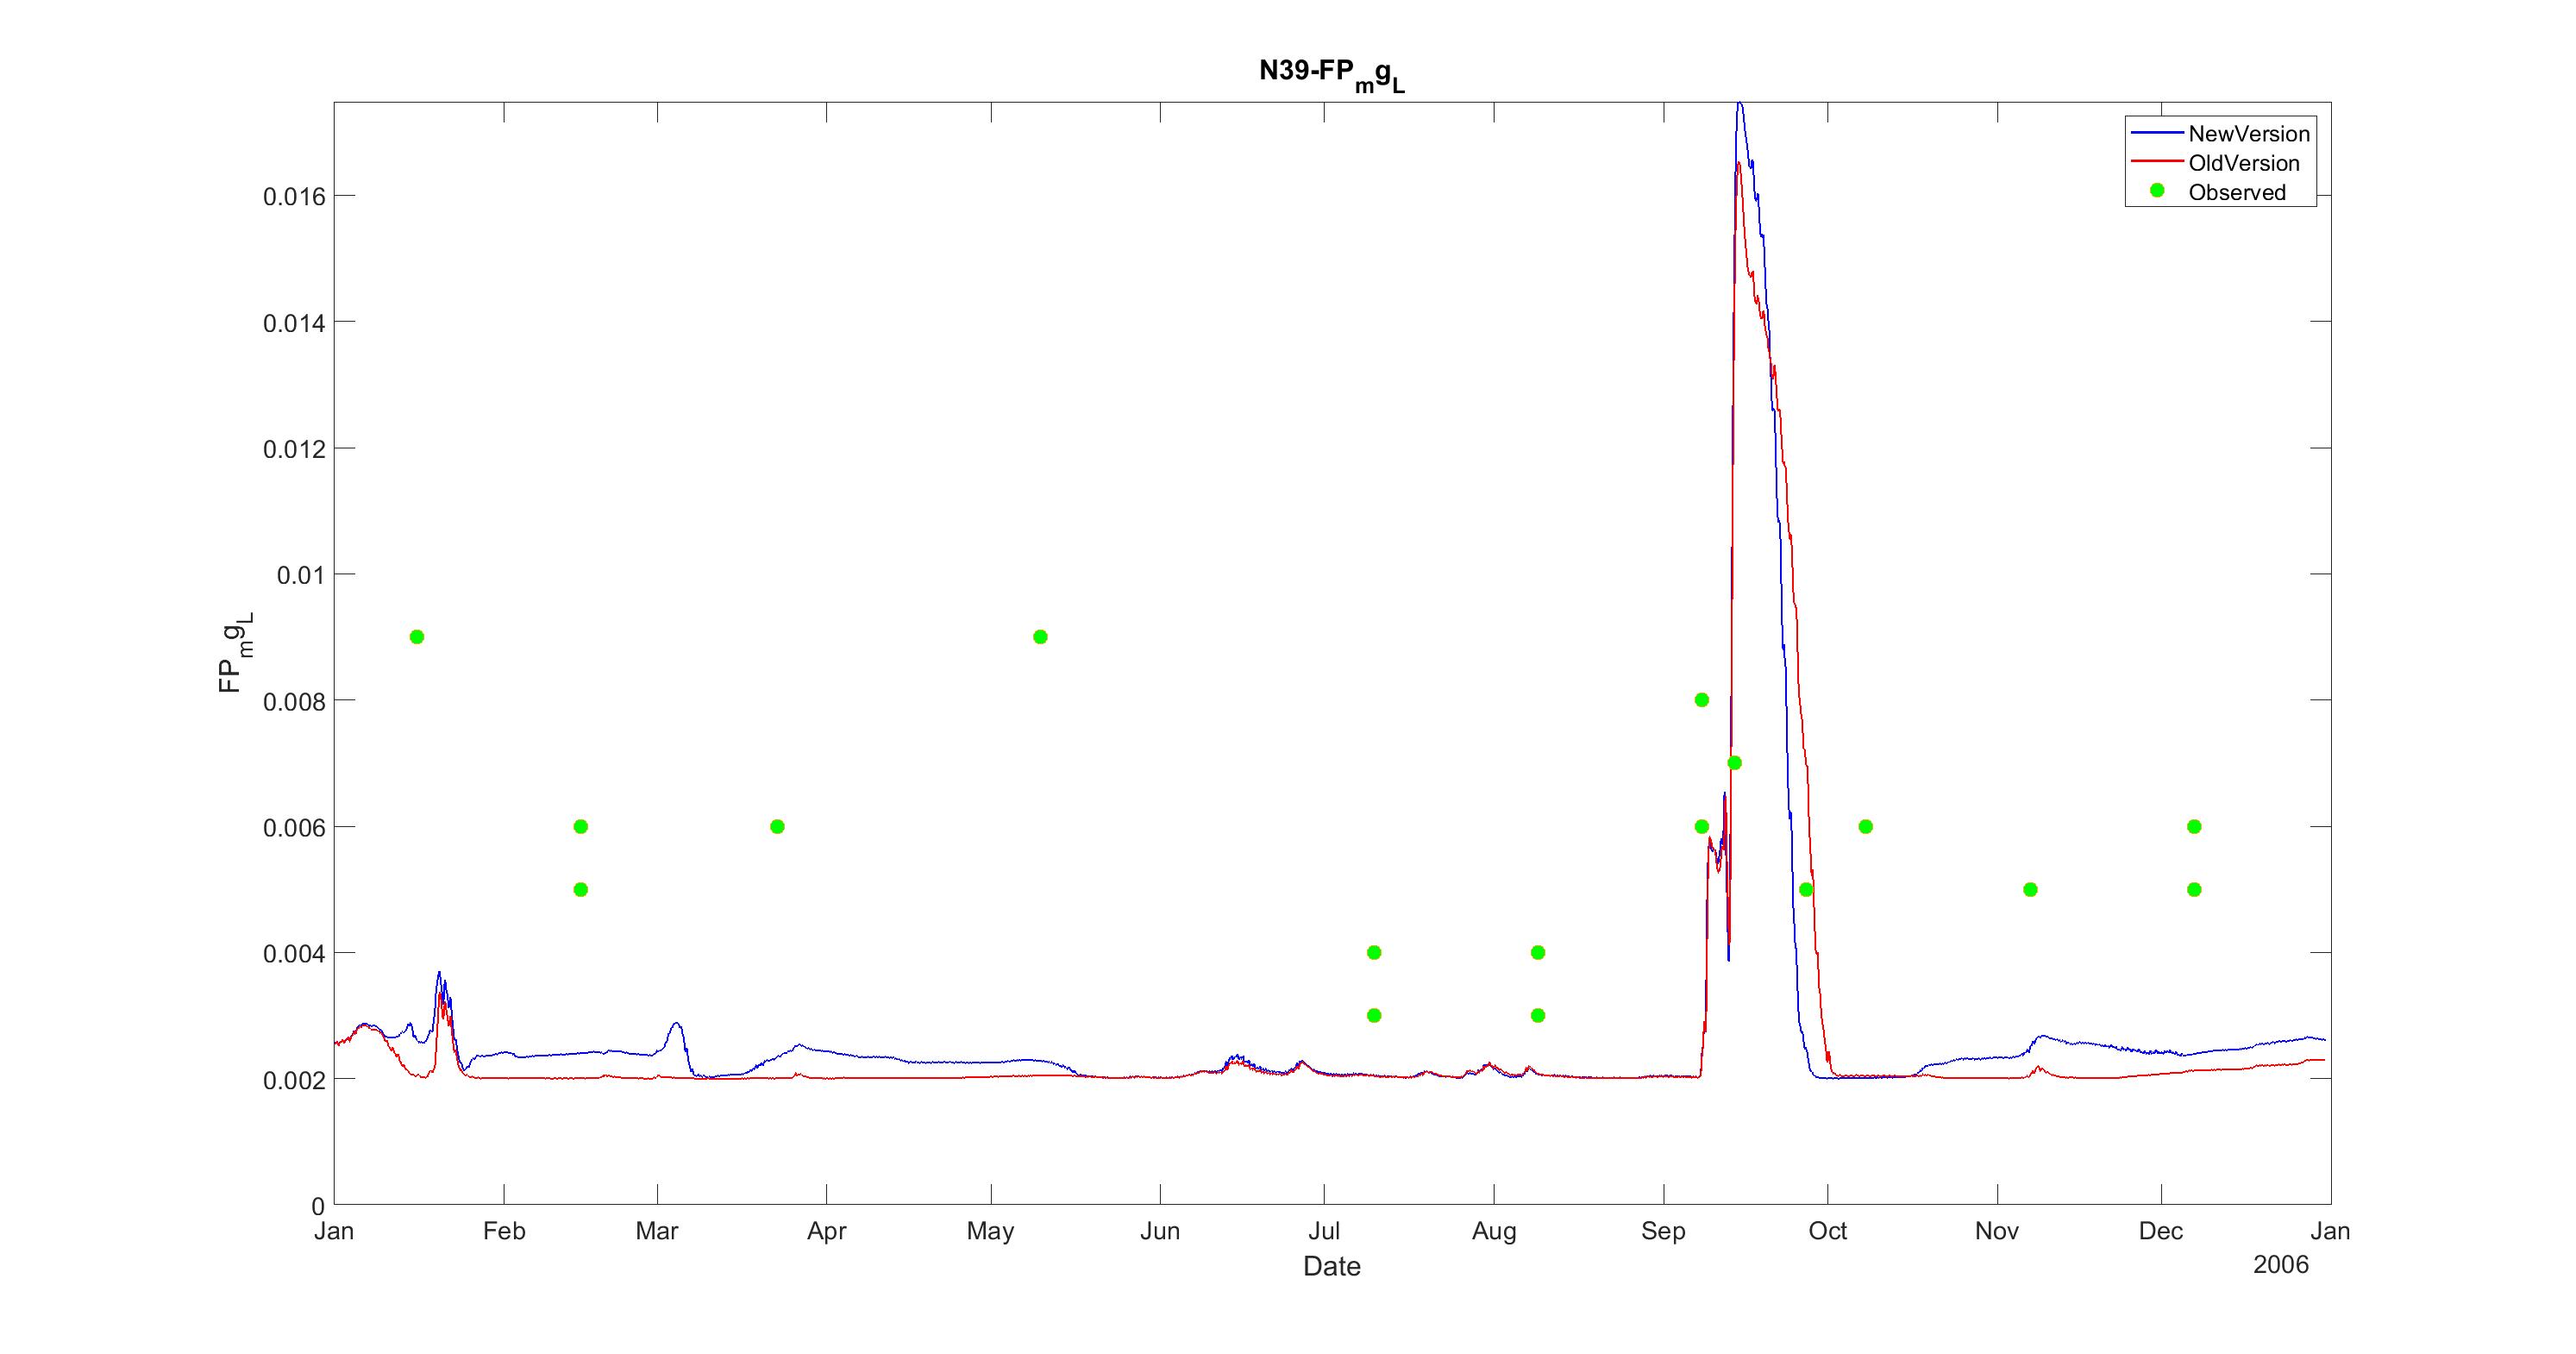 N39-FPmgL
NewVersion
OldVersion
Observed
0.016
0.014
0.012
0.01
0.008
0.006
0.004
0.002
0
FPmgL
Jan Feb Mar Apr May Jun Jul Aug Sep Oct Nov Dec Jan
Date
2006